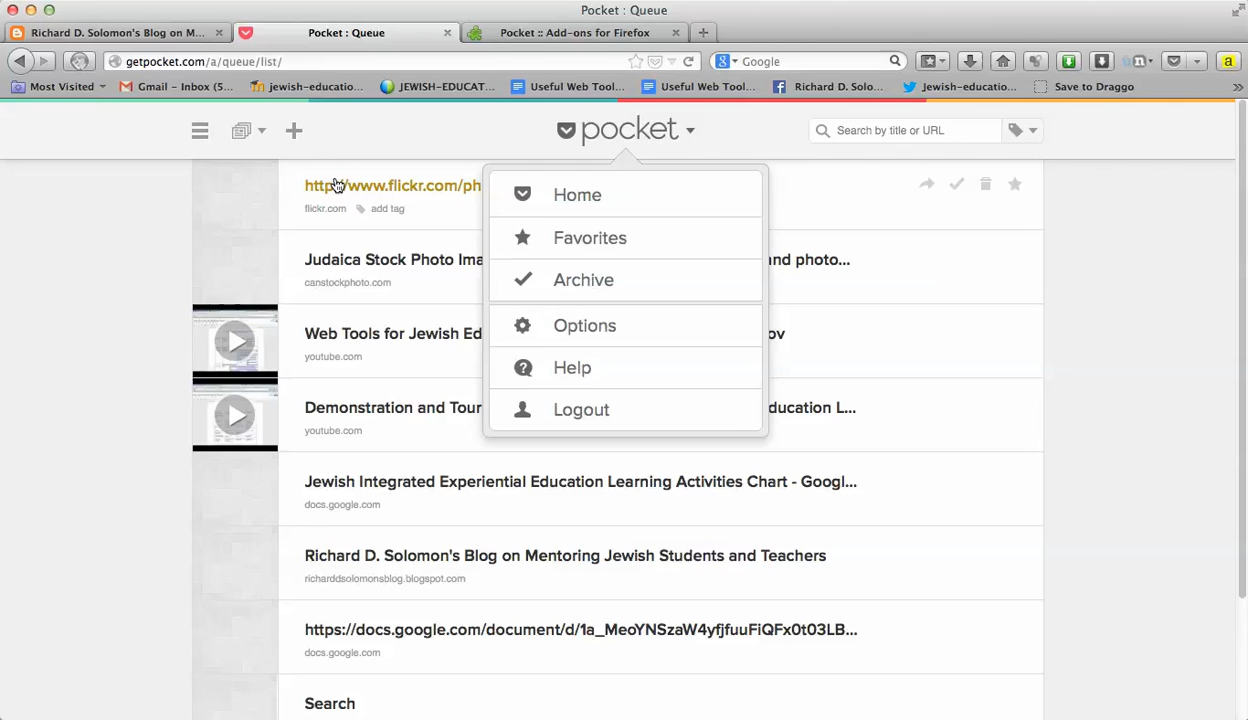 Pocket : Queue
Richard D. Solomon's Blog on M...
Pocket : Queue
Pocket :: Add-ons for Firefox
getpocket.com/a/queue/list/
Google
Most Visited
Gmail - Inbox (5...
jewish-educatio...
JEWISH-EDUCAT...
Useful Web Tool...
Useful Web Tool...
Richard D. Solo...
Jewish-educatio...
Save to Draggo
pocket
Search by title or URL
http://www.flickr.com/ph
flickr.com
add tag
Home
Favorites
Archive
Options
Help
Logout
Judaica Stock Photo Ima
and photo...
canstockphoto.com
Web Tools for Jewish Ed
ov
youtube.com
Demonstration and Tour
ducation L...
youtube.com
Jewish Integrated Experiential Education Learning Activities Chart - Googl...
docs.google.com
Richard D. Solomon's Blog on Mentoring Jewish Students and Teachers
richarddsolomonsblog.blogspot.com
https://docs.google.com/document/d/1a_MeoYNSzaW4yfjfuuFiQFx0t03LB...
docs.google.com
Search